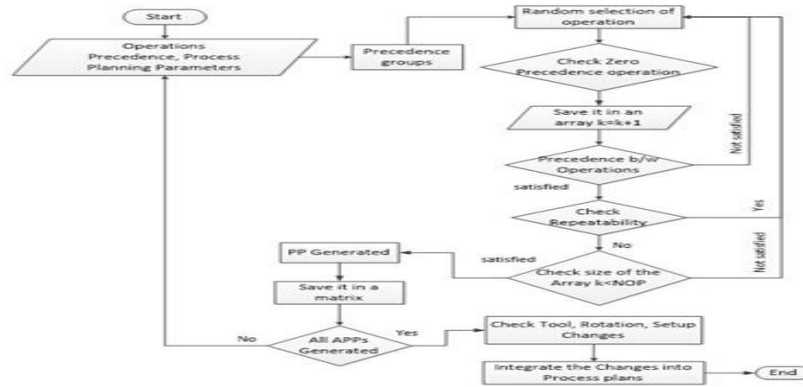 Start
Operations
Precedence, Process
Planning Parameters
Precedence
groups
Random selection of
operation
Check Zero
Precedence operation
Save it in an
array k=k+1
Precedence b/w
Operations
Not satisfied
satisfied
Check
Repeatability
Yes
No
Check size of the
Array k<NOP
Not satisfied
satisfied
PP Generated
Save it in a
matrix
All APPs
Generated
No
Yes
Check Tool, Rotation, Setup
Changes
Integrate the Changes into
Process plans
End